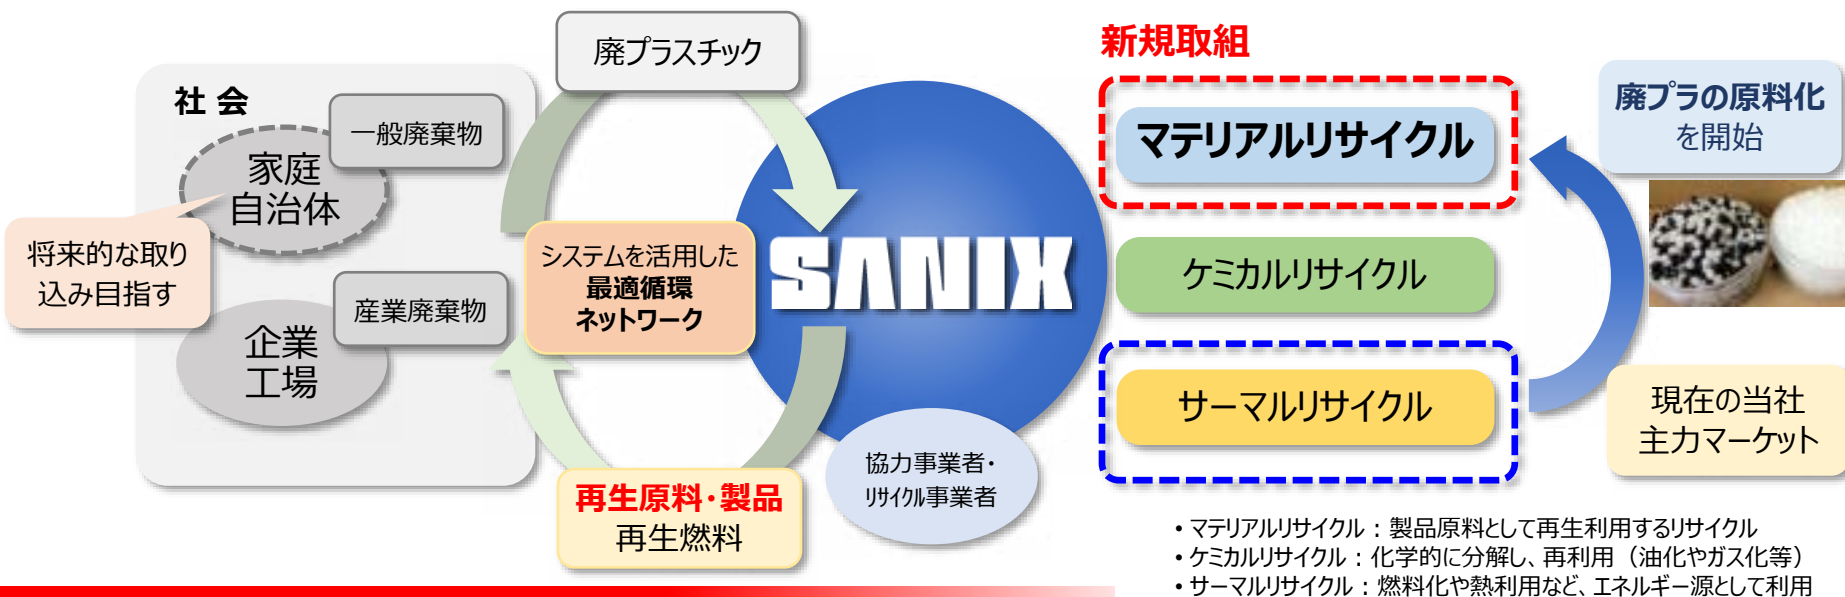 社 会
一般廃棄物
家庭
自治体
将来的な取り
込み目指す
産業廃棄物
企業
工場
廃プラスチック
システムを活用した
最適循環
ネットワーク
SANIX
協力事業者・
リサイクル事業者
再生原料・製品
再生燃料
新規取組
マテリアルリサイクル
ケミカルリサイクル
サーマルリサイクル
廃プラの原料化
を開始
現在の当社
主力マーケット
• マテリアルリサイクル：製品原料として再生利用するリサイクル
• ケミカルリサイクル：化学的に分解し、再利用（油化やガス化等）
• サーマルリサイクル：燃料化や熱利用など、エネルギー源として利用